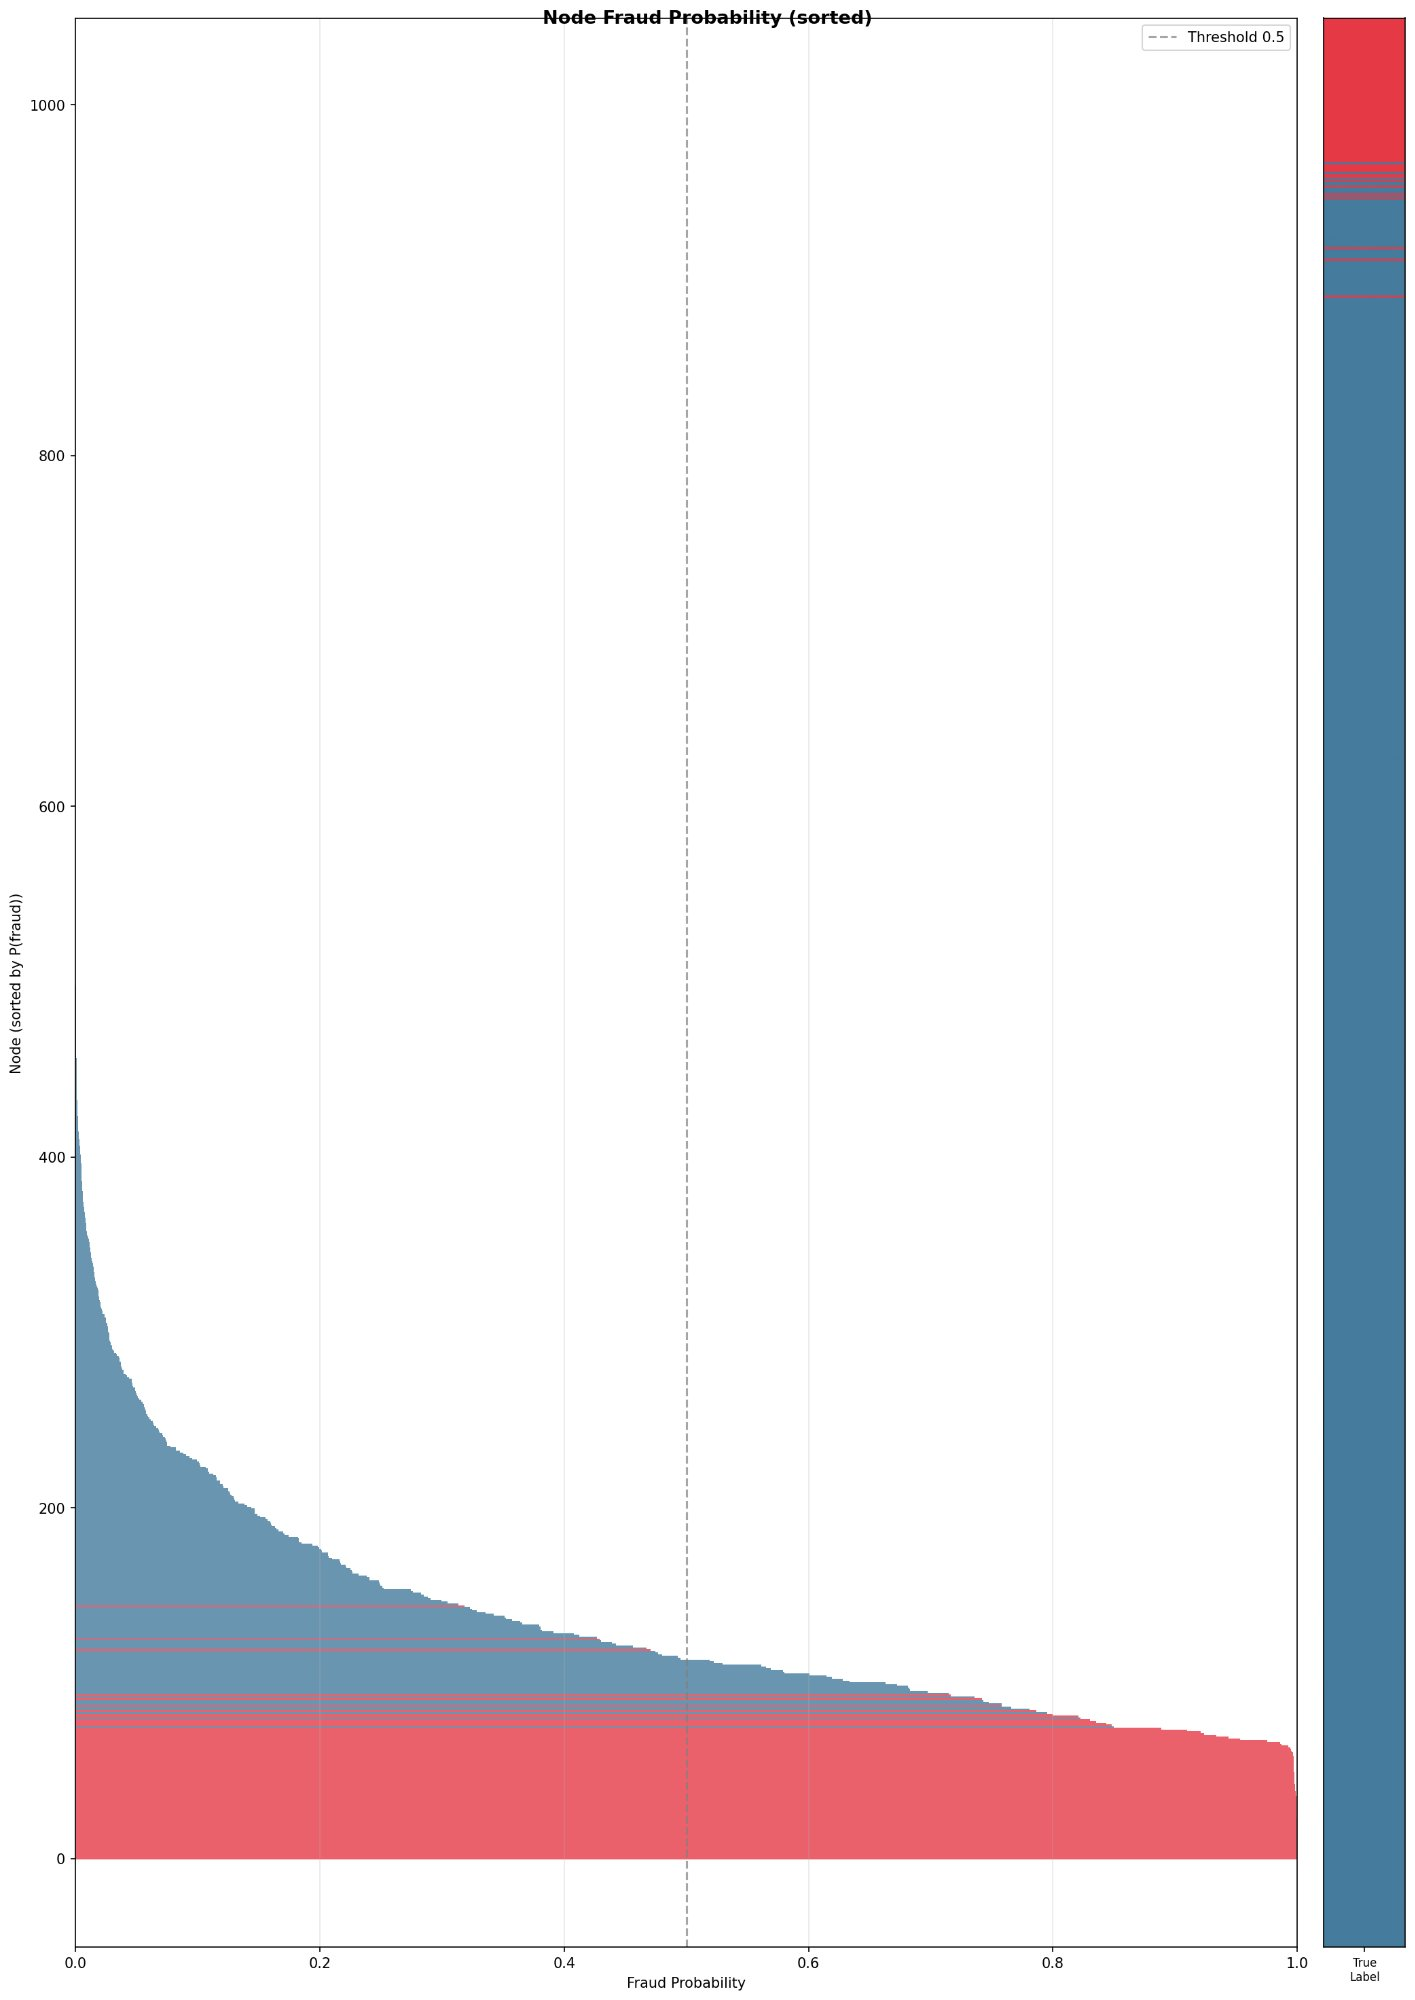 Node Fraud Probability (sorted)
Threshold 0.5
1000
800
600
400
200
0
Node (sorted by P(fraud))
0.0 0.2 0.4 0.6 0.8 1.0
Fraud Probability
True
Label